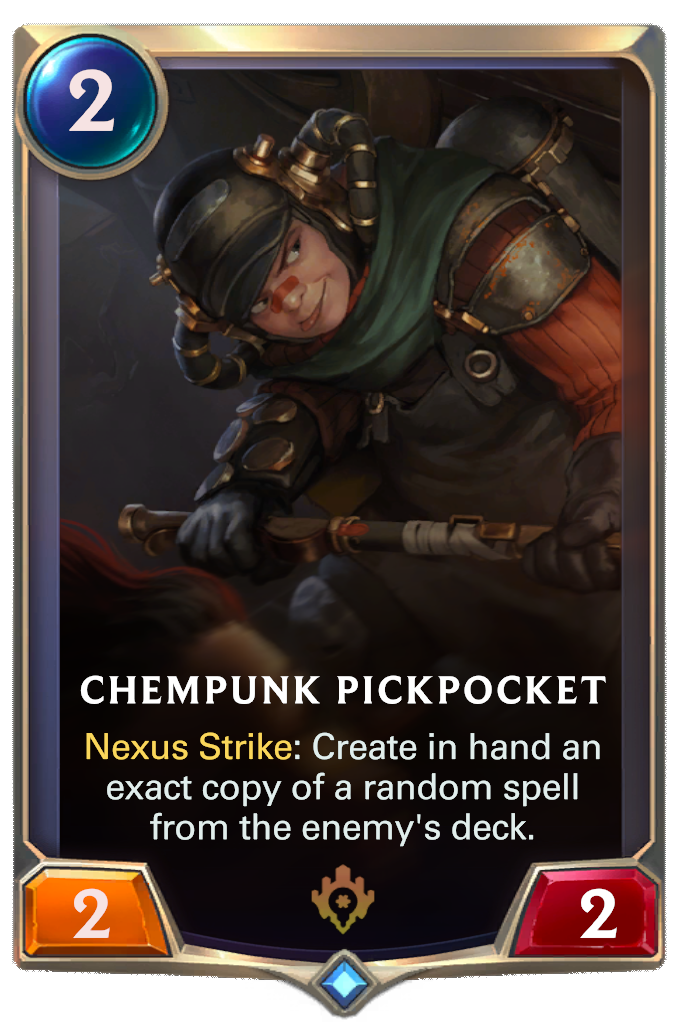 2
CHEMPUNK PICKPOCKET
Nexus Strike: Create in hand an
exact copy of a random spell
from the enemy's deck.
2
2